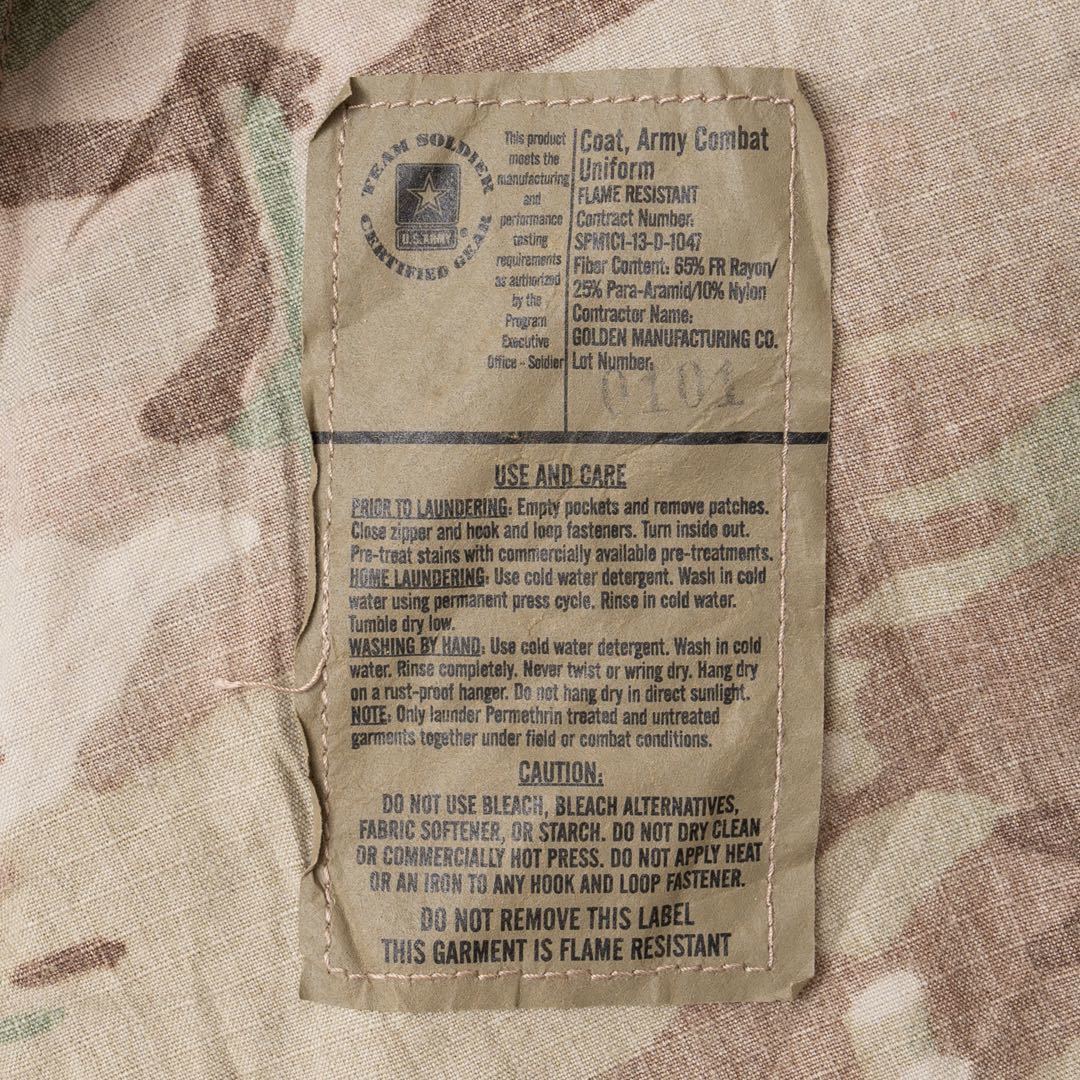 TEAM SOLDIER
U.S. ARMY ®
CERTIFIED GEAR
This product
meets the
manufacturing
and
performance
testing
requirements
as authorized
by the
Program
Executive
Office - Soldier
Coat, Army Combat
Uniform
FLAME RESISTANT
Contract Number:
SPM1C1-13-D-1047
Fiber Content: 65% FR Rayon/
25% Para-Aramid/10% Nylon
Contractor Name:
GOLDEN MANUFACTURING CO.
Lot Number:
0101
USE AND CARE
PRIOR TO LAUNDERING: Empty pockets and remove patches.
Close zipper and hook and loop fasteners. Turn inside out.
Pre-treat stains with commercially available pre-treatments.
HOME LAUNDERING: Use cold water detergent. Wash in cold
water using permanent press cycle. Rinse in cold water.
Tumble dry low.
WASHING BY HAND: Use cold water detergent. Wash in cold
water. Rinse completely. Never twist or wring dry. Hang dry
on a rust-proof hanger. Do not hang dry in direct sunlight.
NOTE: Only launder Permethrin treated and untreated
garments together under field or combat conditions.
CAUTION:
DO NOT USE BLEACH, BLEACH ALTERNATIVES,
FABRIC SOFTENER, OR STARCH. DO NOT DRY CLEAN
OR COMMERCIALLY HOT PRESS. DO NOT APPLY HEAT
OR AN IRON TO ANY HOOK AND LOOP FASTENER.
DO NOT REMOVE THIS LABEL
THIS GARMENT IS FLAME RESISTANT